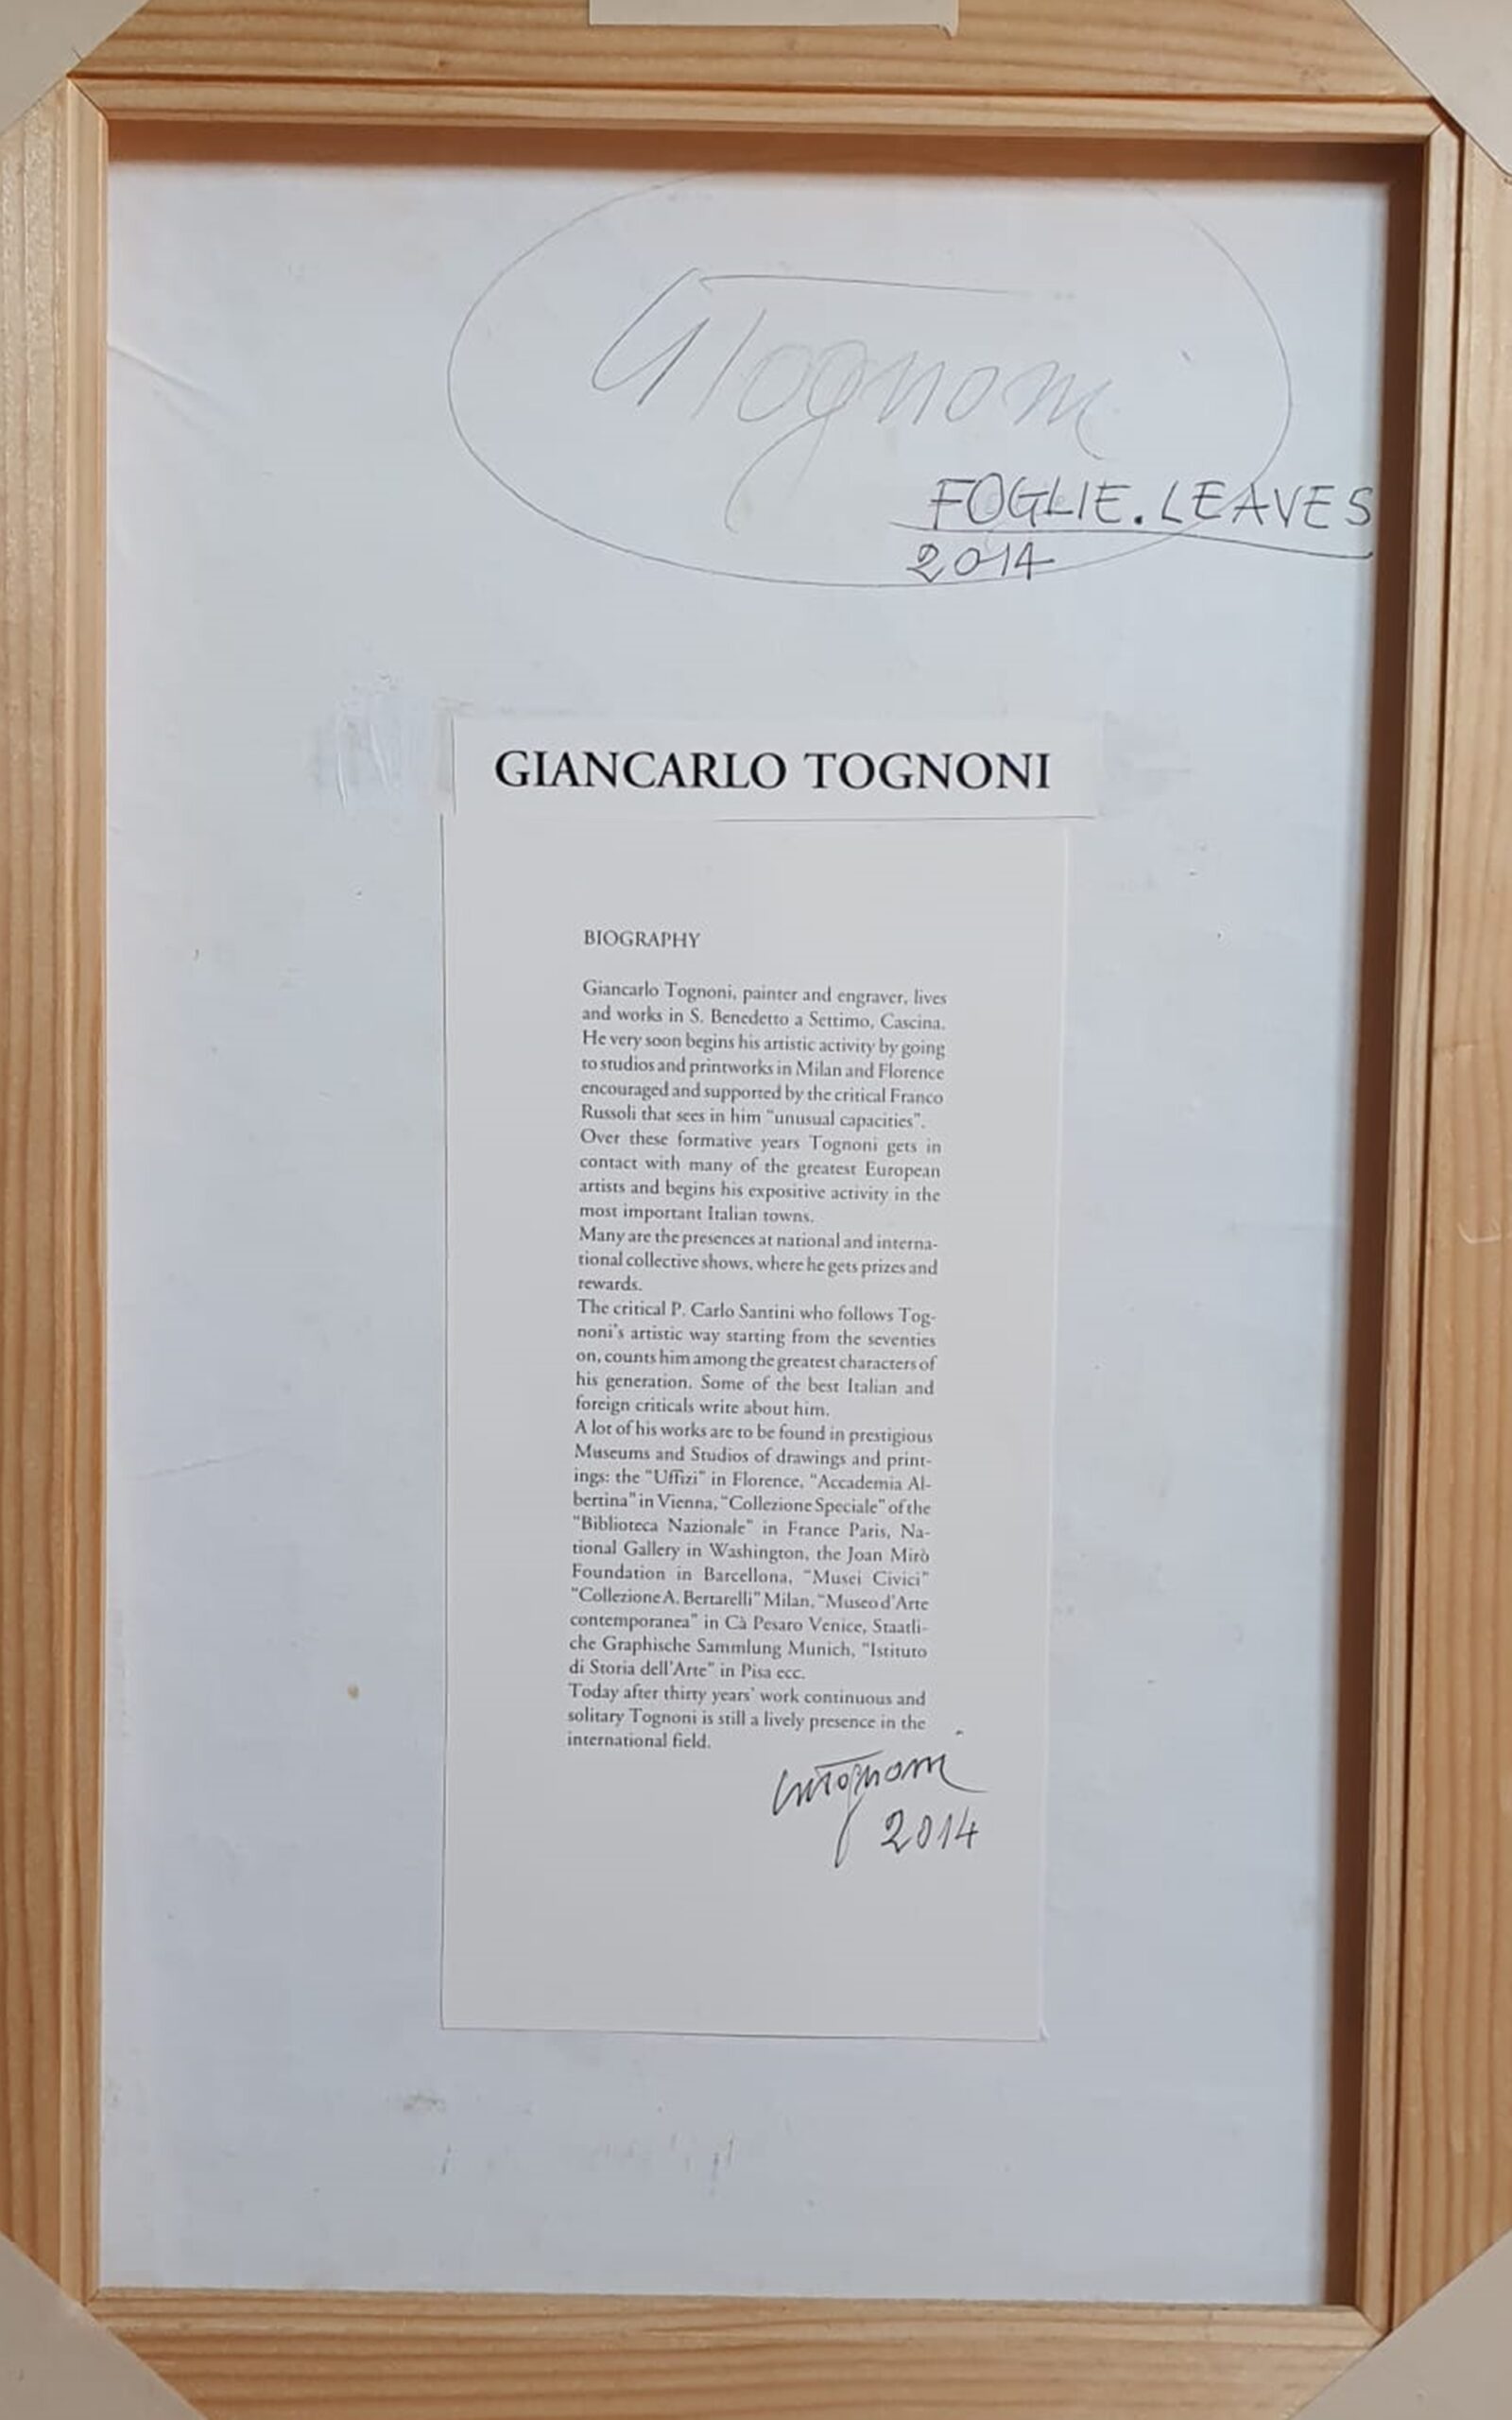 GTognoni
FOGLIE. LEAVES
2014
GIANCARLO TOGNONI
BIOGRAPHY
Giancarlo Tognoni, painter and engraver, lives
and works in S. Benedetto a Settimo, Cascina.
He very soon begins his artistic activity by going
to studios and printworks in Milan and Florence
encouraged and supported by the critical Franco
Russoli that sees in him "unusual capacities".
Over these formative years Tognoni gets in
contact with many of the greatest European
artists and begins his expositive activity in the
most important Italian towns.
Many are the presences at national and interna-
tional collective shows, where he gets prizes and
rewards.
The critical P. Carlo Santini who follows Tog-
noni's artistic way starting from the seventies
on, counts him among the greatest characters of
his generation. Some of the best Italian and
foreign criticals write about him.
A lot of his works are to be found in prestigious
Museums and Studios of drawings and print-
ings: the "Uffizi" in Florence, "Accademia Al-
bertina" in Vienna, "Collezione Speciale" of the
"Biblioteca Nazionale" in France Paris, Na-
tional Gallery in Washington, the Joan Mirò
Foundation in Barcellona, "Musei Civici"
"Collezione A. Bertarelli" Milan, "Museo d'Arte
contemporanea" in Cà Pesaro Venice, Staatli-
che Graphische Sammlung Munich, "Istituto
di Storia dell'Arte" in Pisa ecc.
Today after thirty years' work continuous and
solitary Tognoni is still a lively presence in the
international field.
Tognoni
2014